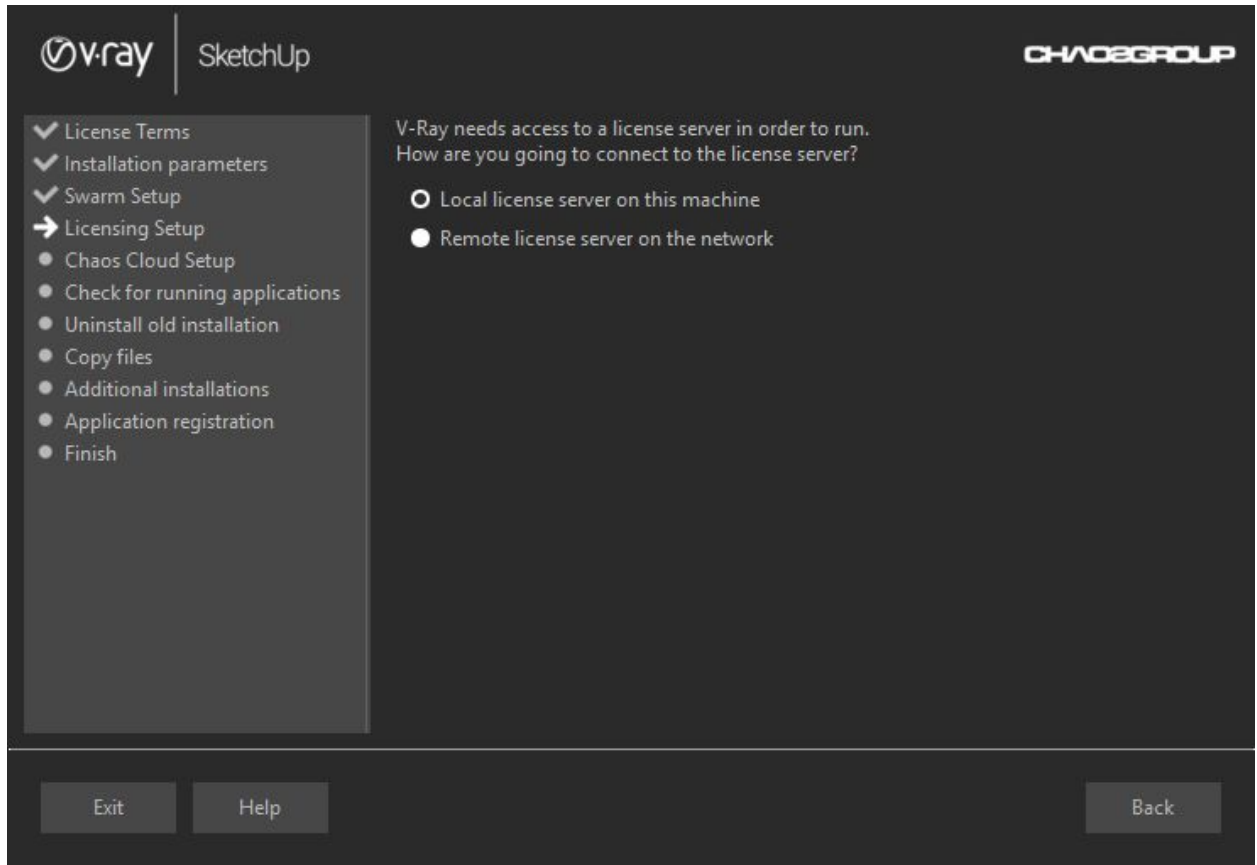 v·ray
SketchUp
CHAOSGROUP
License Terms
Installation parameters
Swarm Setup
Licensing Setup
Chaos Cloud Setup
Check for running applications
Uninstall old installation
Copy files
Additional installations
Application registration
Finish
V-Ray needs access to a license server in order to run.
How are you going to connect to the license server?
Local license server on this machine
Remote license server on the network
Exit
Help
Back